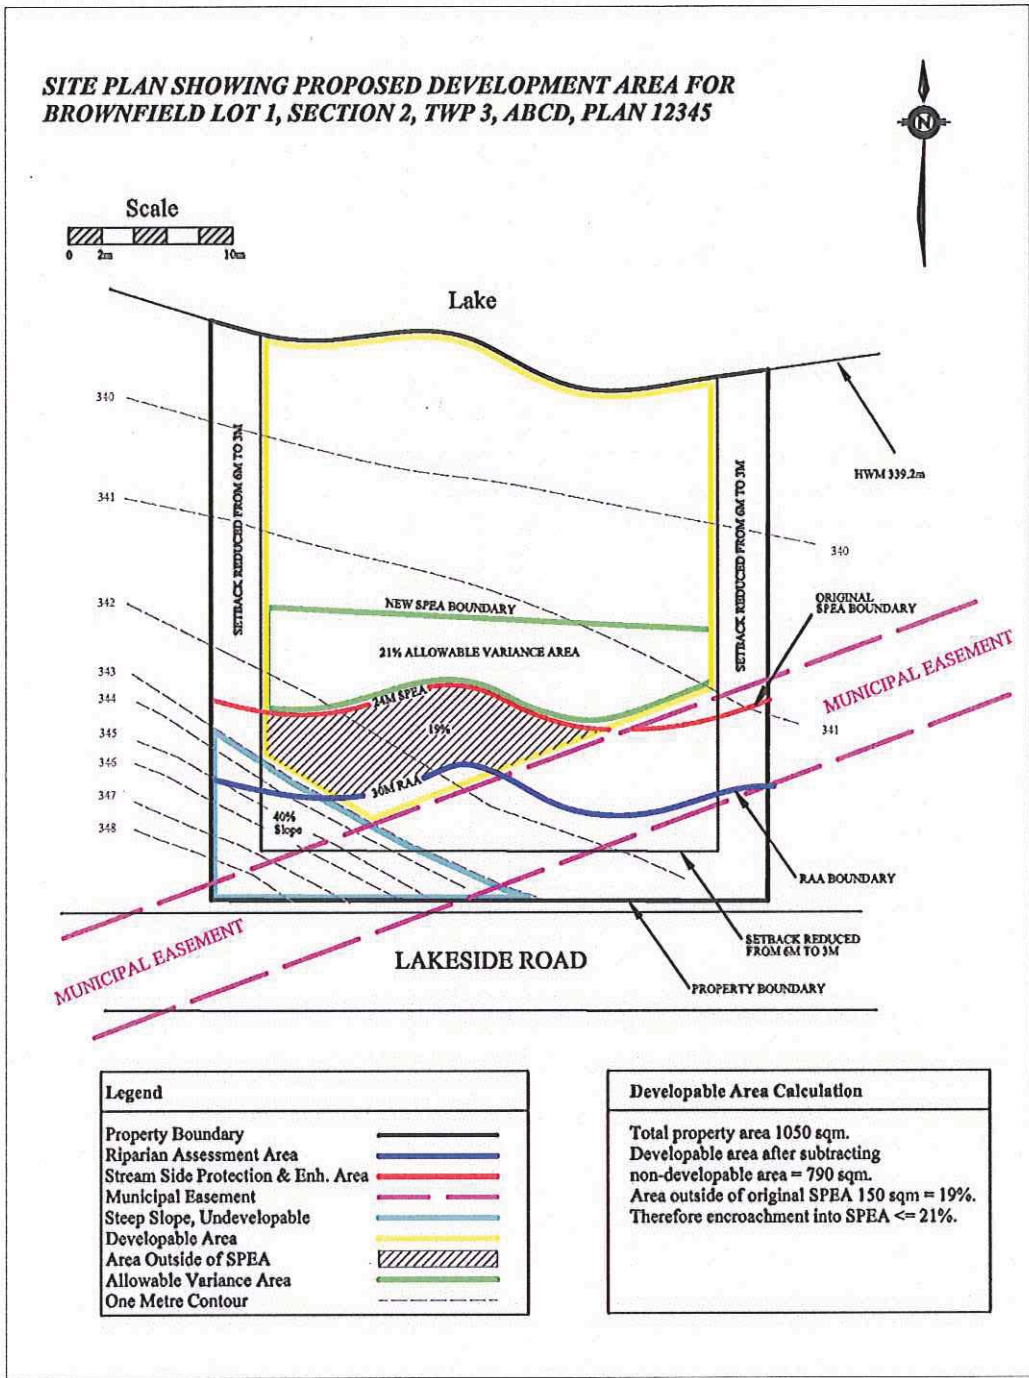 SITE PLAN SHOWING PROPOSED DEVELOPMENT AREA FOR
BROWNFIELD LOT 1, SECTION 2, TWP 3, ABCD, PLAN 12345
N
Scale
0 2m 10m
Lake
340
HWM 339.2m
SETBACK REDUCED FROM 6M TO 3M
SETBACK REDUCED FROM 6M TO 3M
341
340
342
NEW SPEA BOUNDARY
ORIGINAL
SPEA BOUNDARY
21% ALLOWABLE VARIANCE AREA
343
344
24M SPEA
MUNICIPAL EASEMENT
345
19%
341
346
30M RAA
347
40%
Slope
348
RAA BOUNDARY
SETBACK REDUCED
FROM 6M TO 3M
MUNICIPAL EASEMENT
LAKESIDE ROAD
PROPERTY BOUNDARY
Legend
Property Boundary
Riparian Assessment Area
Stream Side Protection & Enh. Area
Municipal Easement
Steep Slope, Undevelopable
Developable Area
Area Outside of SPEA
Allowable Variance Area
One Metre Contour
Developable Area Calculation
Total property area 1050 sqm.
Developable area after subtracting
non-developable area = 790 sqm.
Area outside of original SPEA 150 sqm = 19%.
Therefore encroachment into SPEA <= 21%.